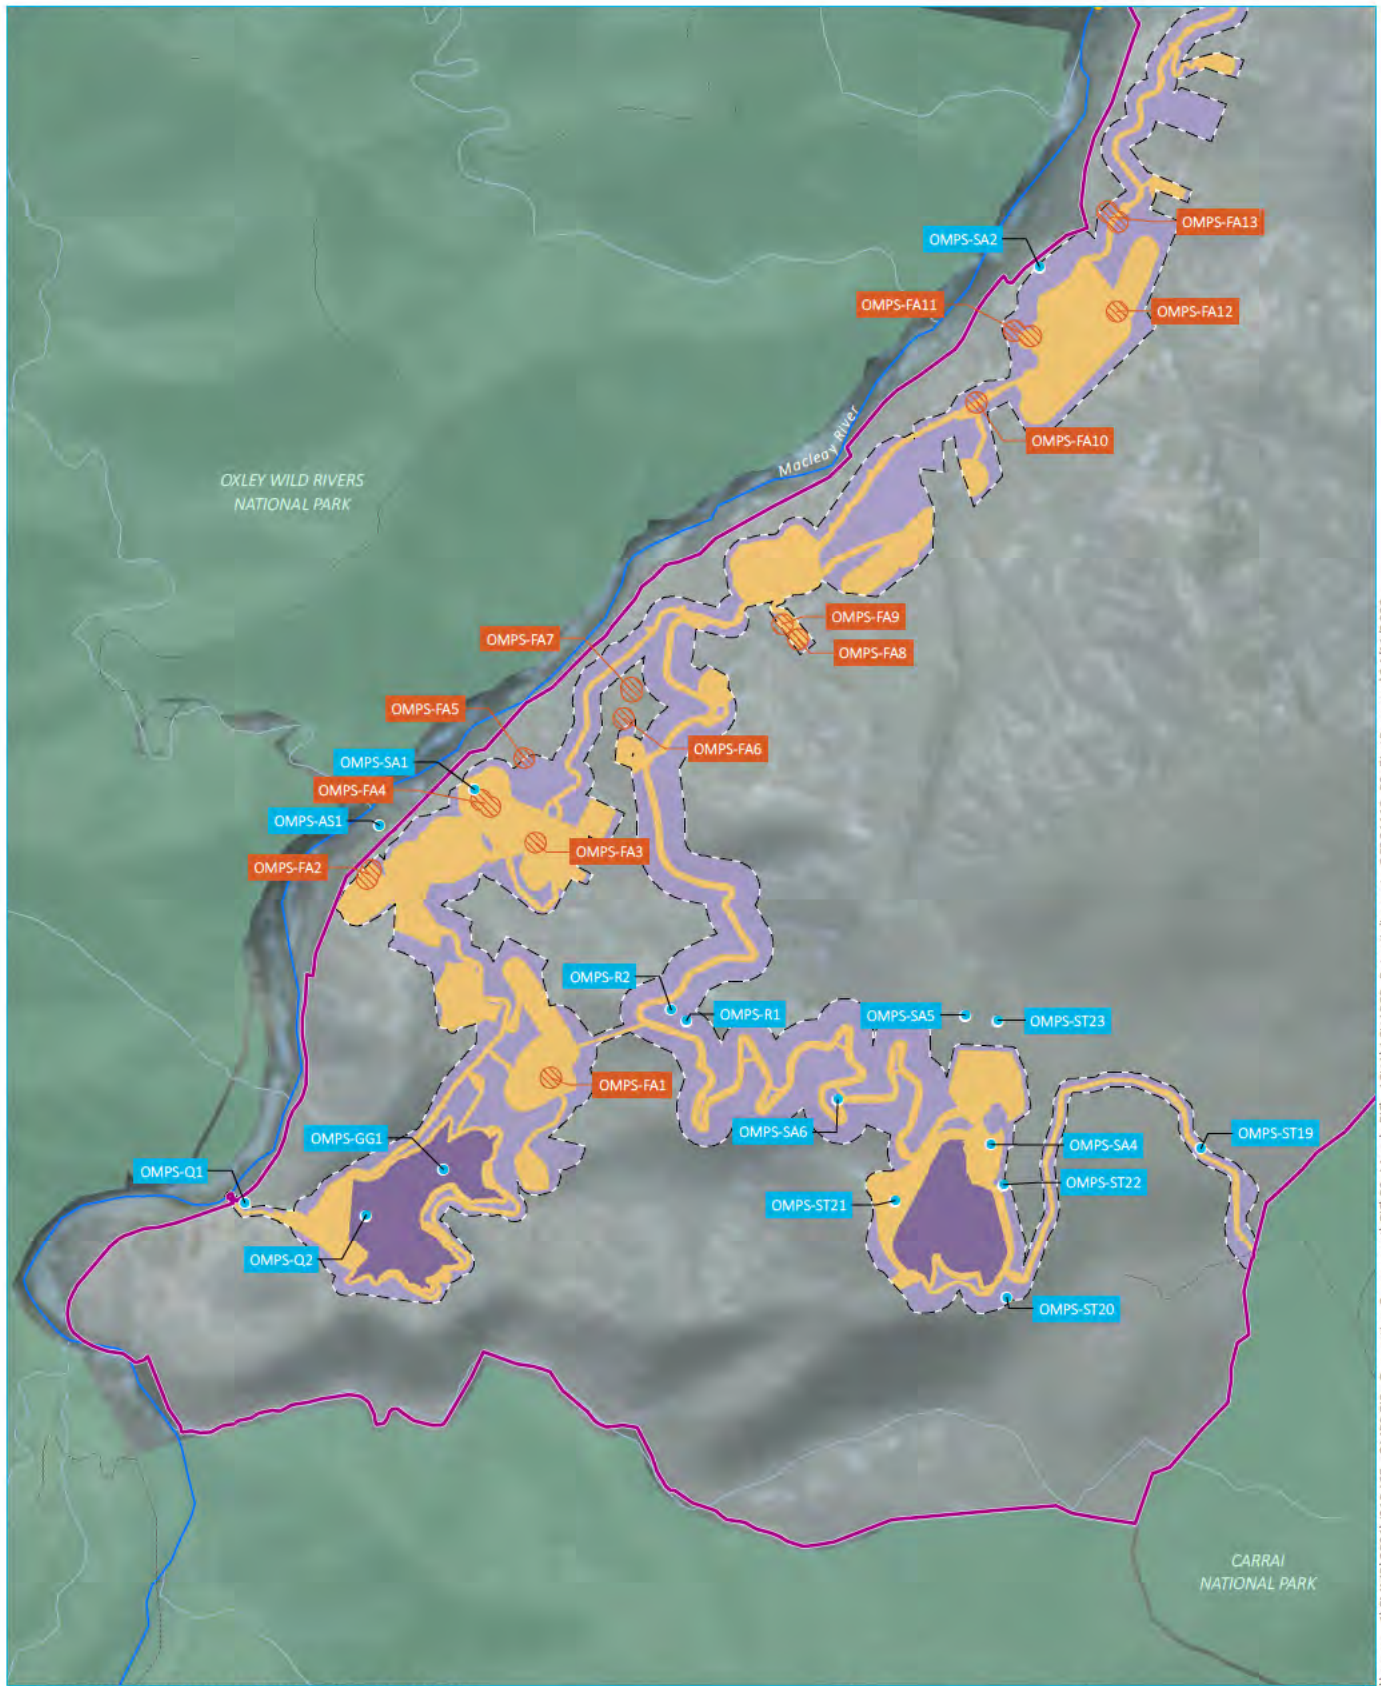 OMPS-FA13
OMPS-SA2
OMPS-FA11
OMPS-FA12
OMPS-FA10
Macleay River
OXLEY WILD RIVERS
NATIONAL PARK
OMPS-FA9
OMPS-FA7
OMPS-FA8
OMPS-FA5
OMPS-FA6
OMPS-SA1
OMPS-FA4
OMPS-AS1
OMPS-FA3
OMPS-FA2
OMPS-R2
OMPS-R1
OMPS-SA5
OMPS-ST23
OMPS-FA1
OMPS-SA6
OMPS-ST19
OMPS-GG1
OMPS-SA4
OMPS-Q1
OMPS-ST22
OMPS-ST21
OMPS-Q2
OMPS-ST20
CARRAI
NATIONAL PARK